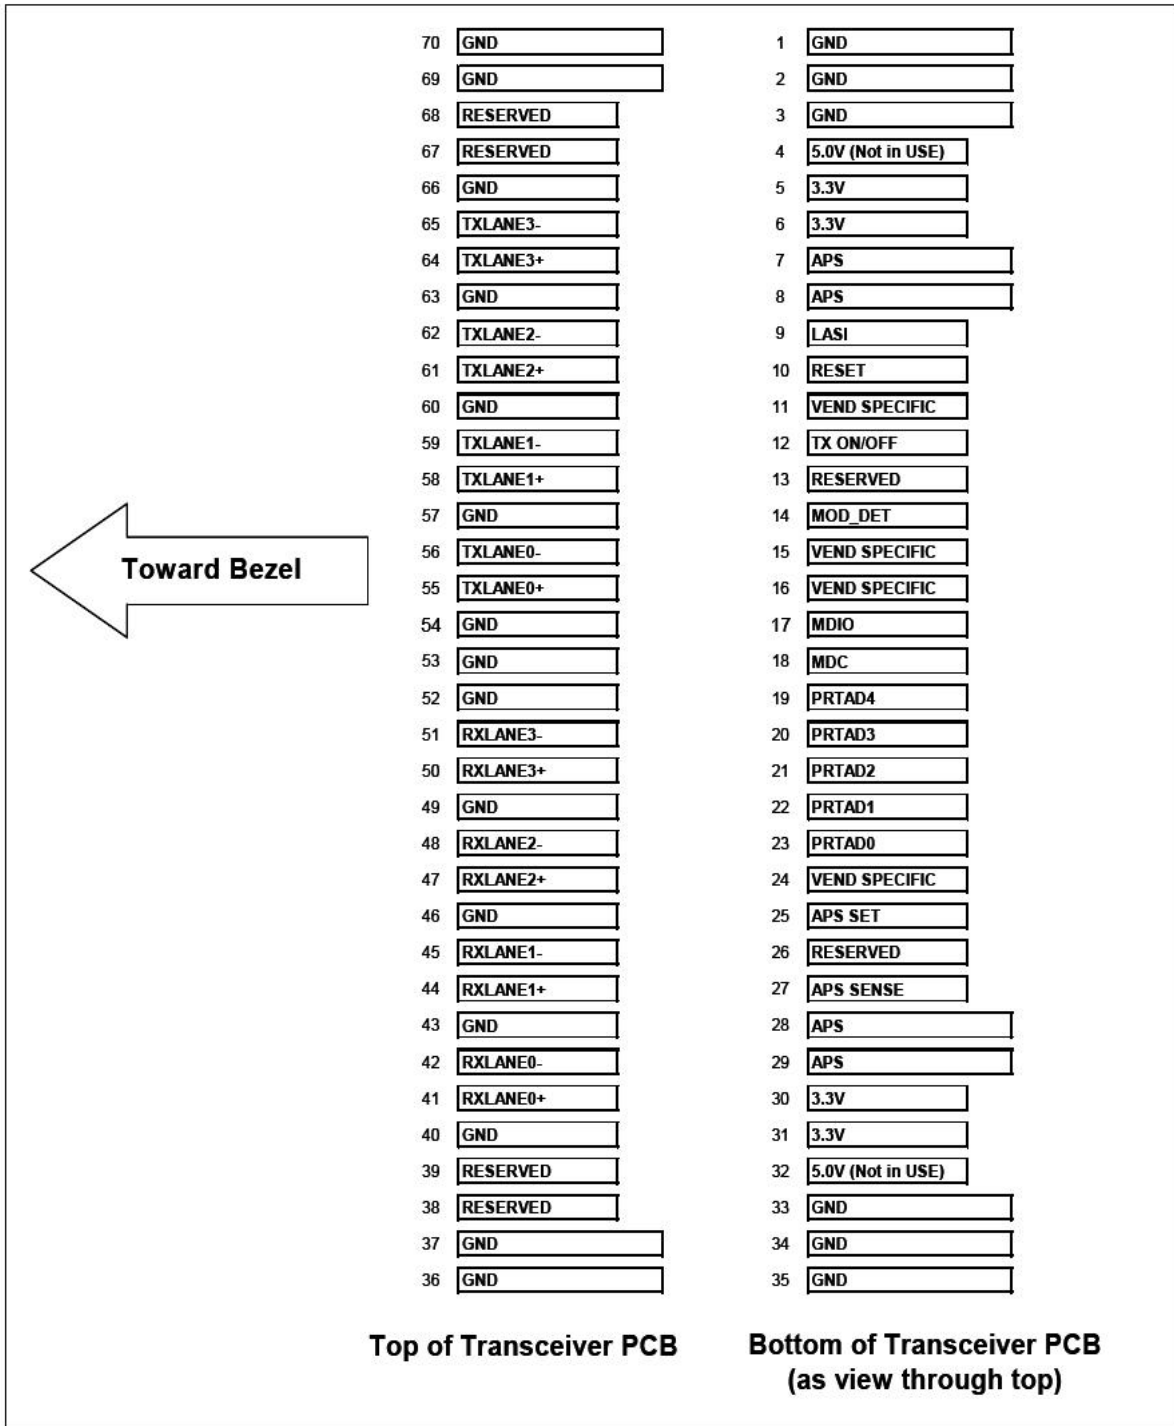 70 GND 1 GND
69 GND 2 GND
68 RESERVED 3 GND
67 RESERVED 4 5.0V (Not in USE)
66 GND 5 3.3V
65 TXLANE3- 6 3.3V
64 TXLANE3+ 7 APS
63 GND 8 APS
62 TXLANE2- 9 LASI
61 TXLANE2+ 10 RESET
60 GND 11 VEND SPECIFIC
59 TXLANE1- 12 TX ON/OFF
58 TXLANE1+ 13 RESERVED
57 GND 14 MOD_DET
56 TXLANE0- 15 VEND SPECIFIC
Toward Bezel
55 TXLANE0+ 16 VEND SPECIFIC
54 GND 17 MDIO
53 GND 18 MDC
52 GND 19 PRTAD4
51 RXLANE3- 20 PRTAD3
50 RXLANE3+ 21 PRTAD2
49 GND 22 PRTAD1
48 RXLANE2- 23 PRTAD0
47 RXLANE2+ 24 VEND SPECIFIC
46 GND 25 APS SET
45 RXLANE1- 26 RESERVED
44 RXLANE1+ 27 APS SENSE
43 GND 28 APS
42 RXLANE0- 29 APS
41 RXLANE0+ 30 3.3V
40 GND 31 3.3V
39 RESERVED 32 5.0V (Not in USE)
38 RESERVED 33 GND
37 GND 34 GND
36 GND 35 GND
Top of Transceiver PCB
Bottom of Transceiver PCB
(as view through top)